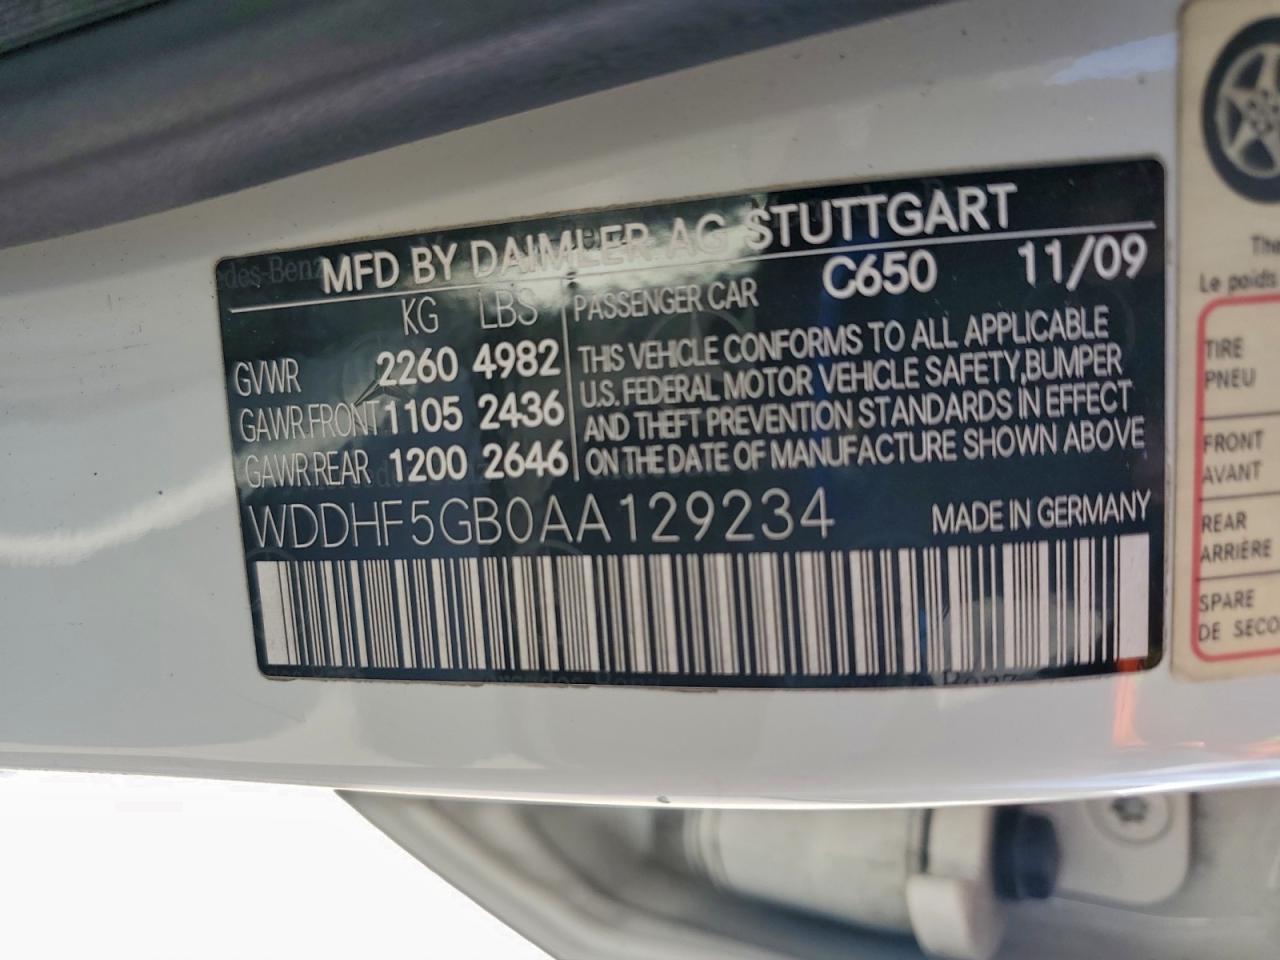 MFD BY DAIMLER AG STUTTGART
KG LBS PASSENGER CAR C650 11/09
GVWR 2260 4982
GAWR FRONT 1105 2436
GAWR REAR 1200 2646
THIS VEHICLE CONFORMS TO ALL APPLICABLE
U.S. FEDERAL MOTOR VEHICLE SAFETY, BUMPER
AND THEFT PREVENTION STANDARDS IN EFFECT
ON THE DATE OF MANUFACTURE SHOWN ABOVE
WDDHF5GB0AA129234 MADE IN GERMANY
The
Le poids
TIRE
PNEU
FRONT
AVANT
REAR
ARRIÈRE
SPARE
DE SECO